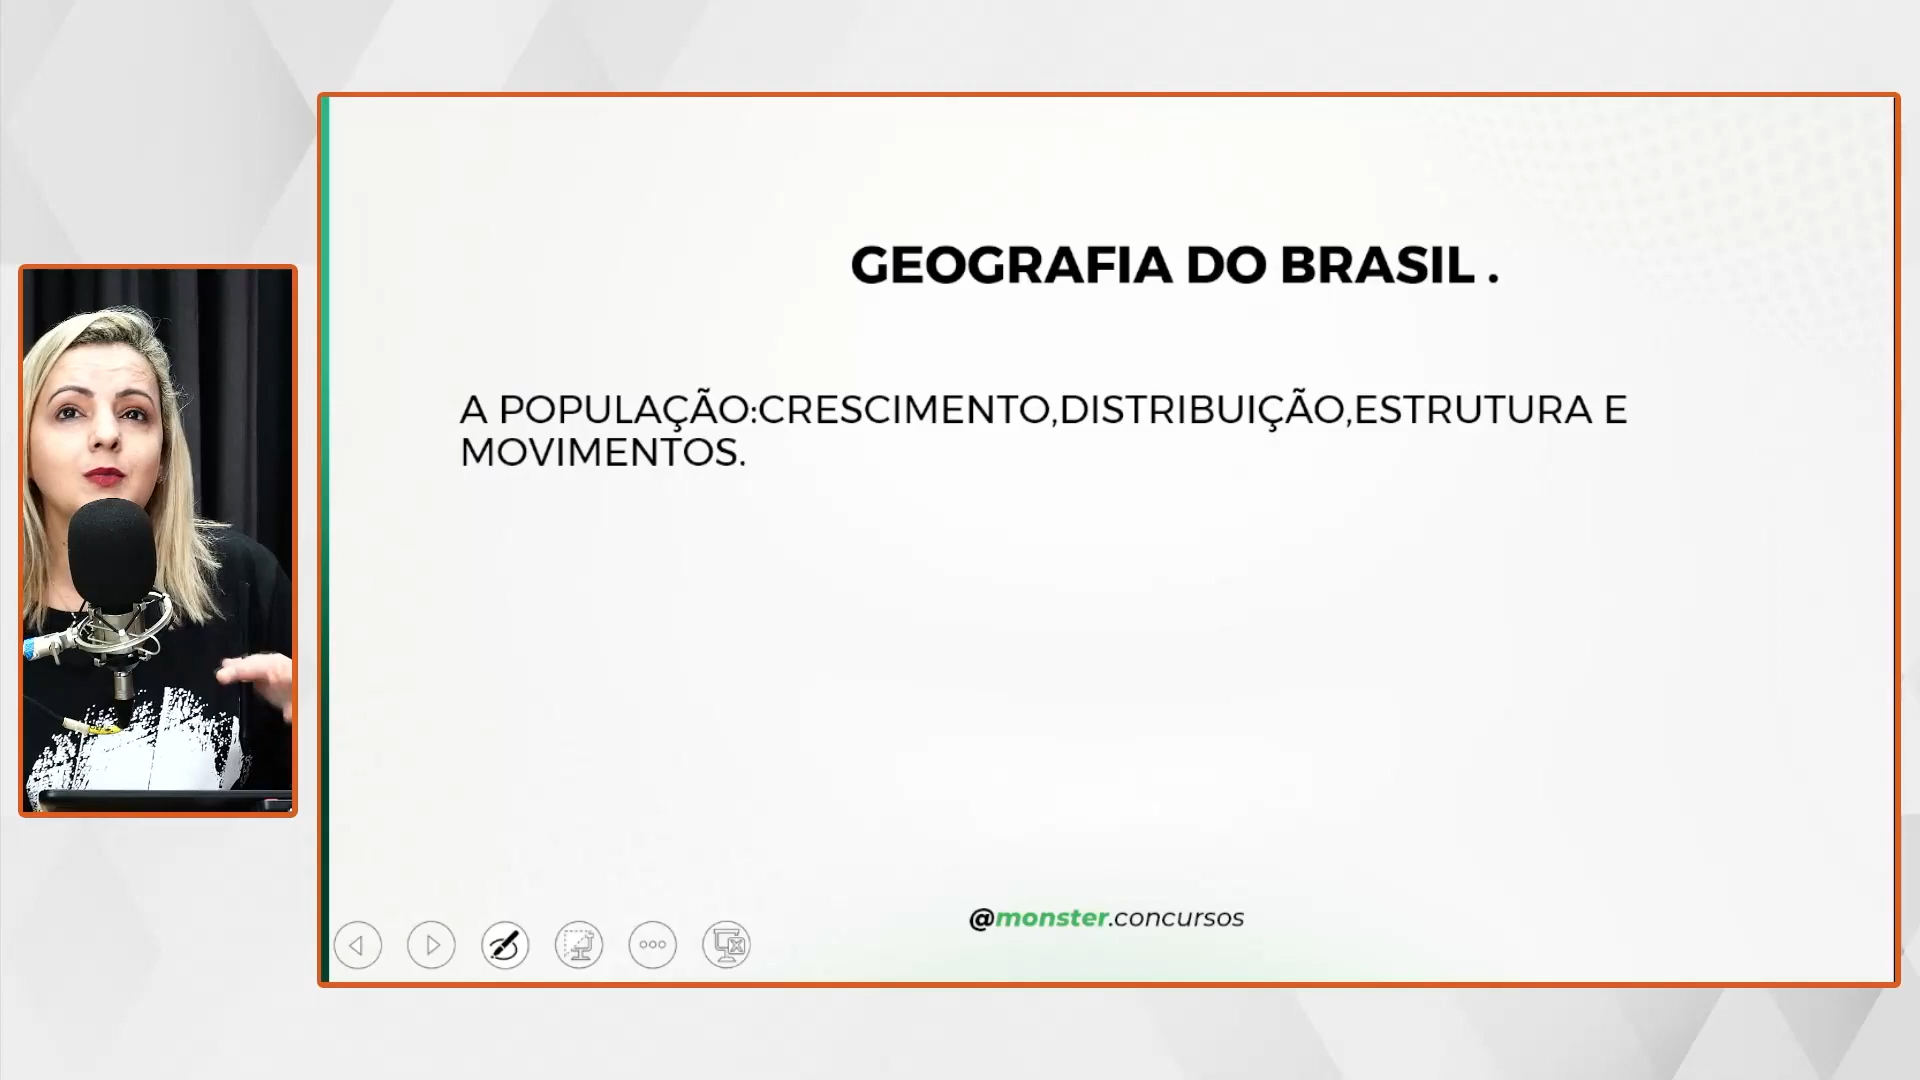 GEOGRAFIA DO BRASIL .
A POPULAÇÃO:CRESCIMENTO,DISTRIBUIÇÃO,ESTRUTURA E
MOVIMENTOS.
@monster.concursos